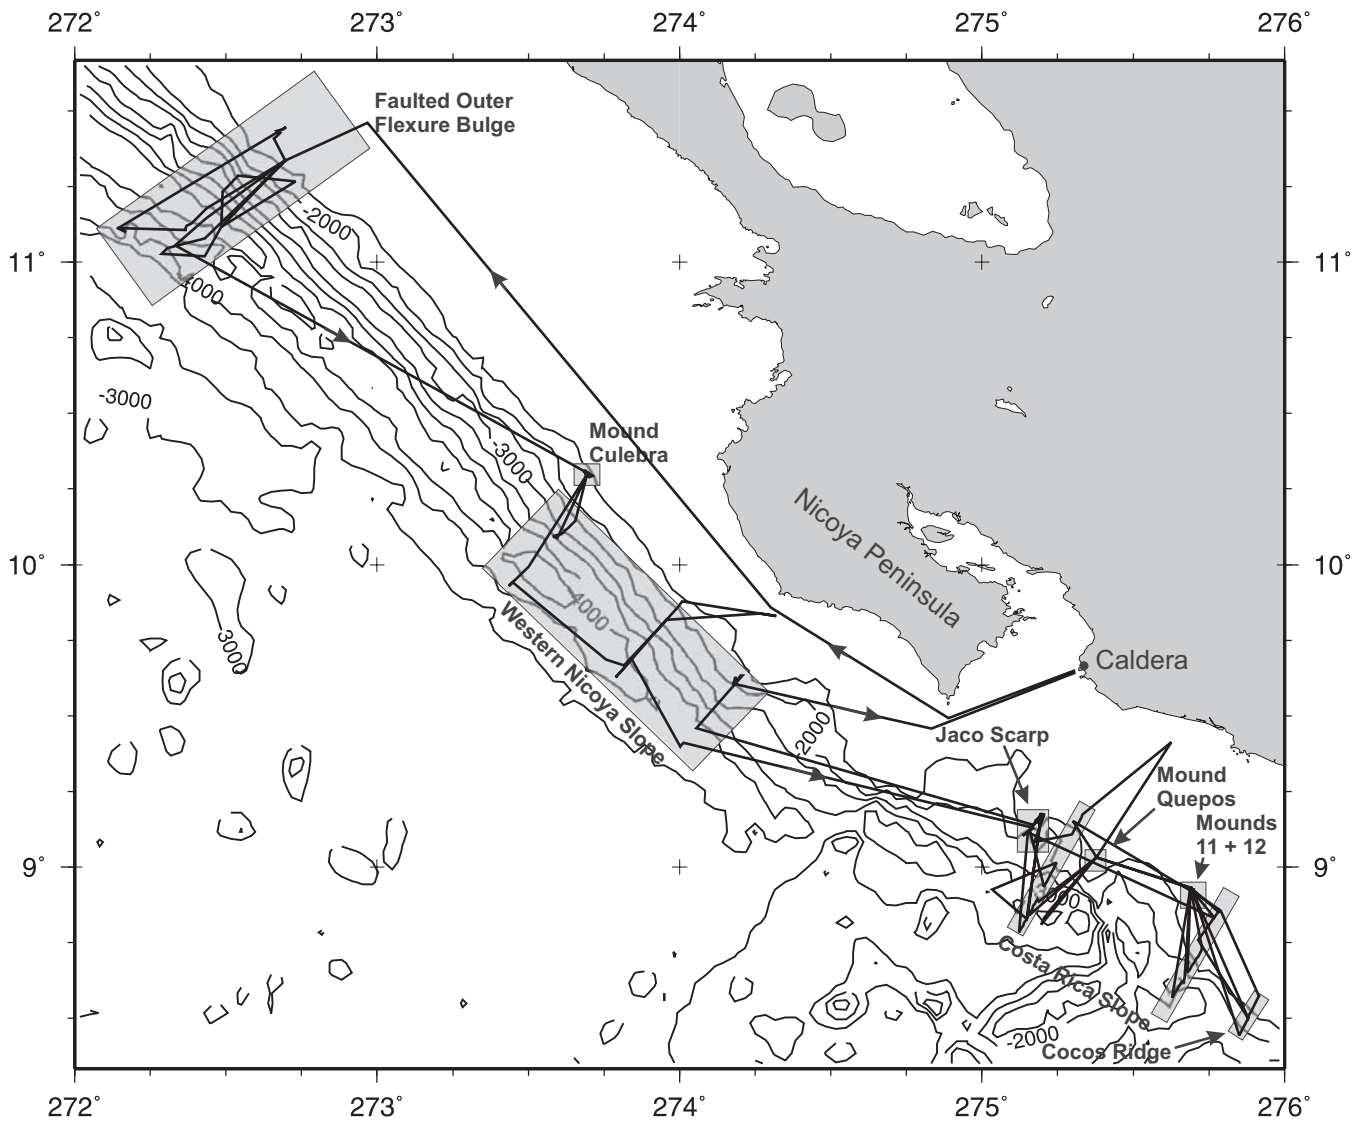 272° 273° 274° 275° 276°
Faulted Outer
Flexure Bulge
-2000
11° 11°
4000
-3000
Mound
Culebra
-3000
Nicoya Peninsula
10° 10°
4000
3000
Western Nicoya Slope
Caldera
2000
Jaco Scarp
Mound
Quepos
Mounds
11 + 12
9° 9°
3000
Costa Rica Slope
-2000
Cocos Ridge
272° 273° 274° 275° 276°